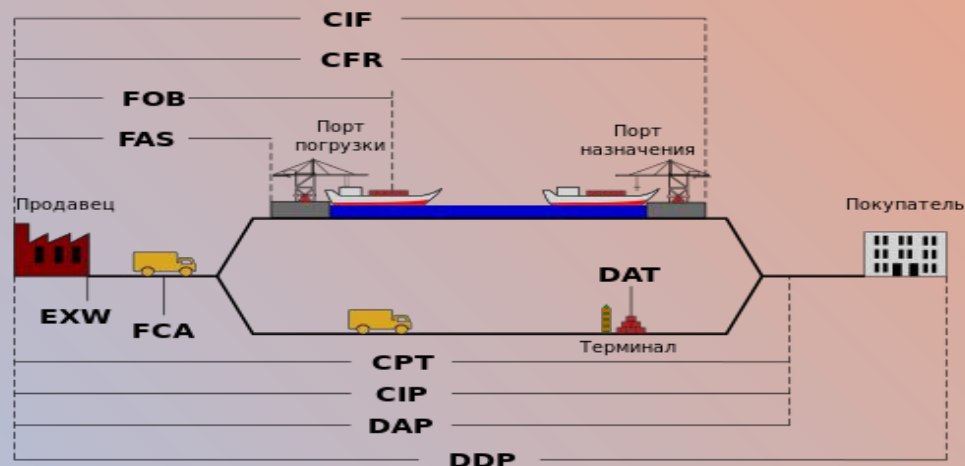 CIF
CFR
FOB
FAS
Порт
погрузки
Порт
назначения
Продавец
Покупатель
DAT
EXW
FCA
Терминал
CPT
CIP
DAP
DDP